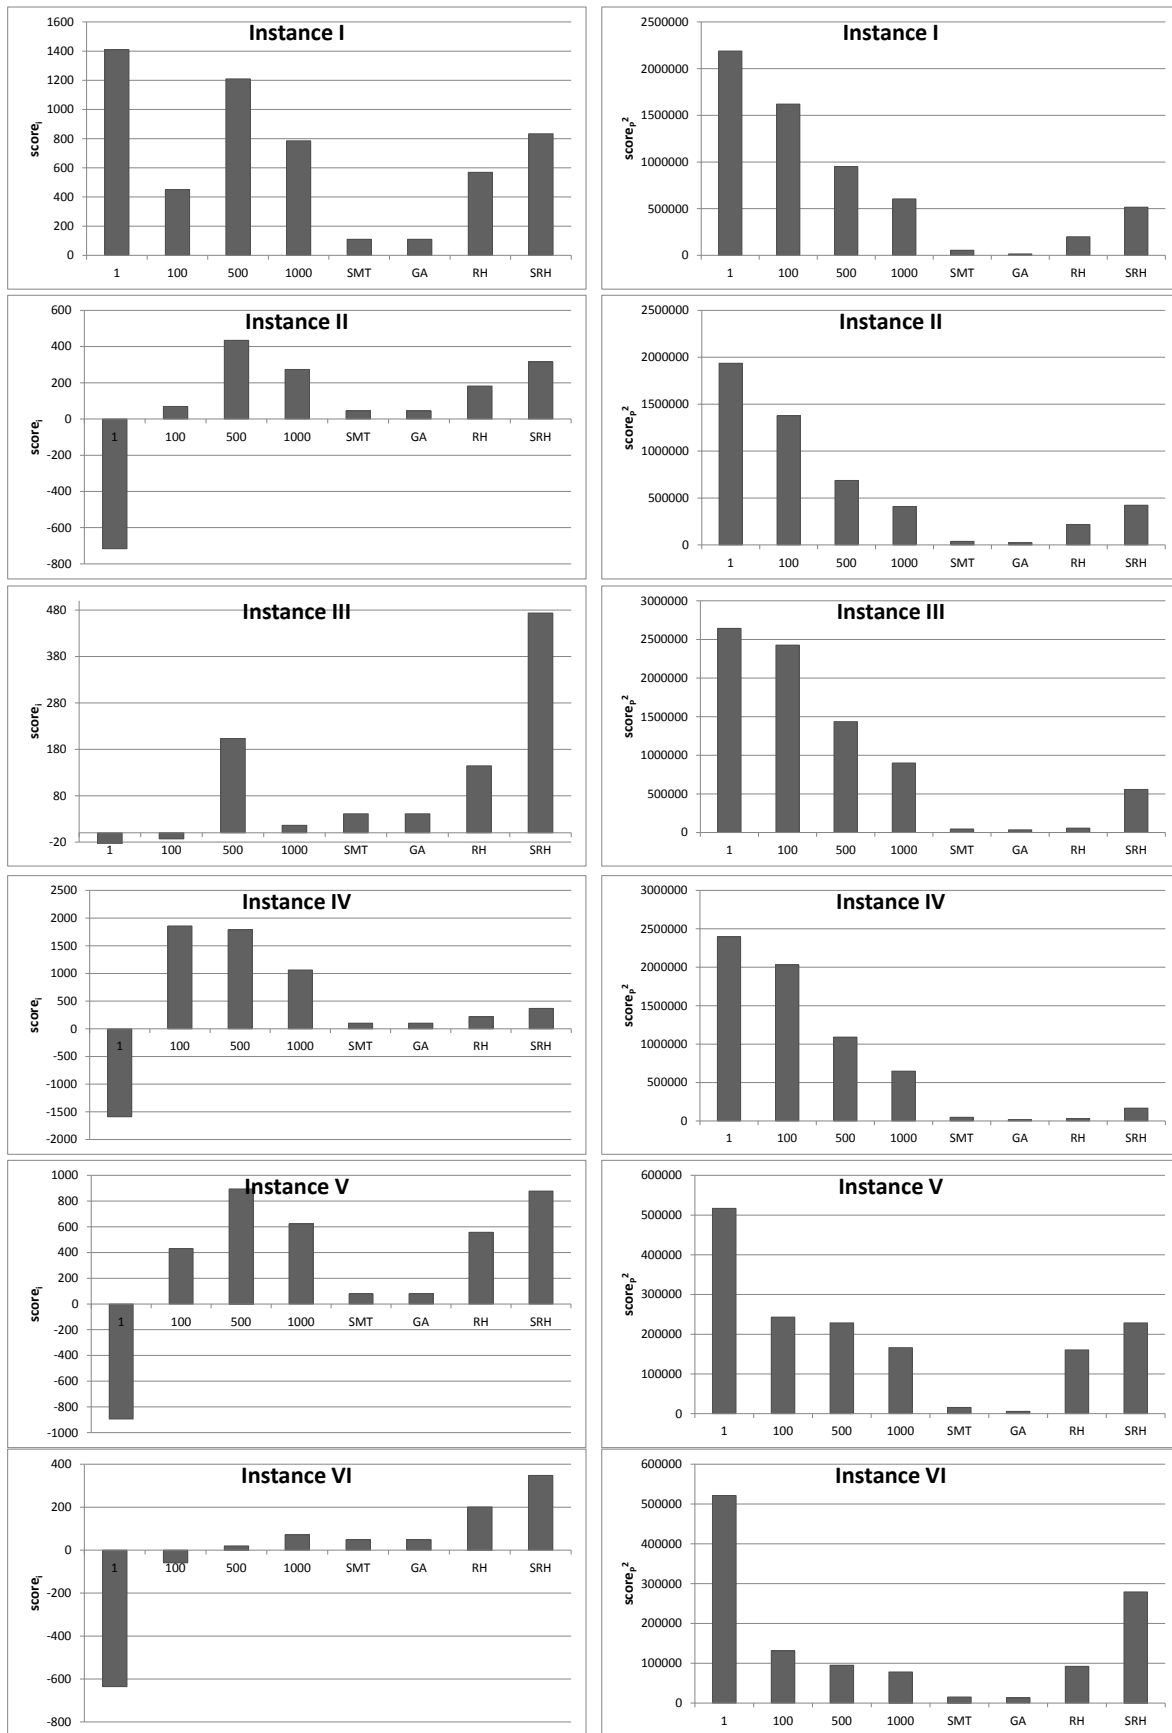 Instance I
score_i
1600
1400
1200
1000
800
600
400
200
0
1 100 500 1000 SMT GA RH SRH
Instance I
score_P^2
2500000
2000000
1500000
1000000
500000
0
1 100 500 1000 SMT GA RH SRH
Instance II
score_i
600
400
200
0
-200
-400
-600
-800
1 100 500 1000 SMT GA RH SRH
Instance II
score_P^2
2500000
2000000
1500000
1000000
500000
0
1 100 500 1000 SMT GA RH SRH
Instance III
score_i
480
380
280
180
80
-20
1 100 500 1000 SMT GA RH SRH
Instance III
score_P^2
3000000
2500000
2000000
1500000
1000000
500000
0
1 100 500 1000 SMT GA RH SRH
Instance IV
score_i
2500
2000
1500
1000
500
0
-500
-1000
-1500
-2000
1 100 500 1000 SMT GA RH SRH
Instance IV
score_P^2
3000000
2500000
2000000
1500000
1000000
500000
0
1 100 500 1000 SMT GA RH SRH
Instance V
score_i
1000
800
600
400
200
0
-200
-400
-600
-800
-1000
1 100 500 1000 SMT GA RH SRH
Instance V
score_P^2
600000
500000
400000
300000
200000
100000
0
1 100 500 1000 SMT GA RH SRH
Instance VI
score_i
400
200
0
-200
-400
-600
-800
1 100 500 1000 SMT GA RH SRH
Instance VI
score_P^2
600000
500000
400000
300000
200000
100000
0
1 100 500 1000 SMT GA RH SRH